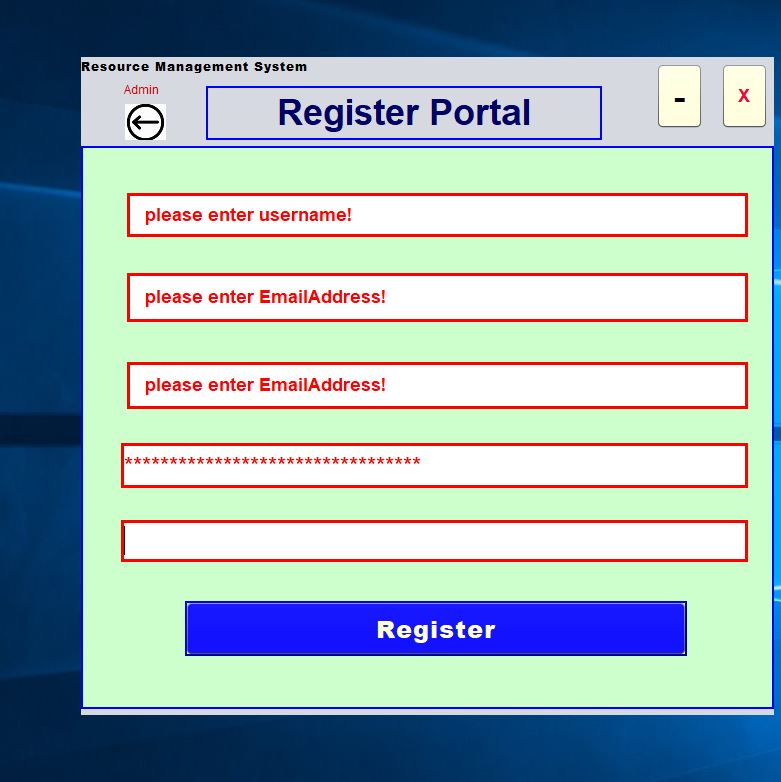 Resource Management System
Admin
Register Portal
-
X
please enter username!
please enter EmailAddress!
please enter EmailAddress!
*********************************
Register